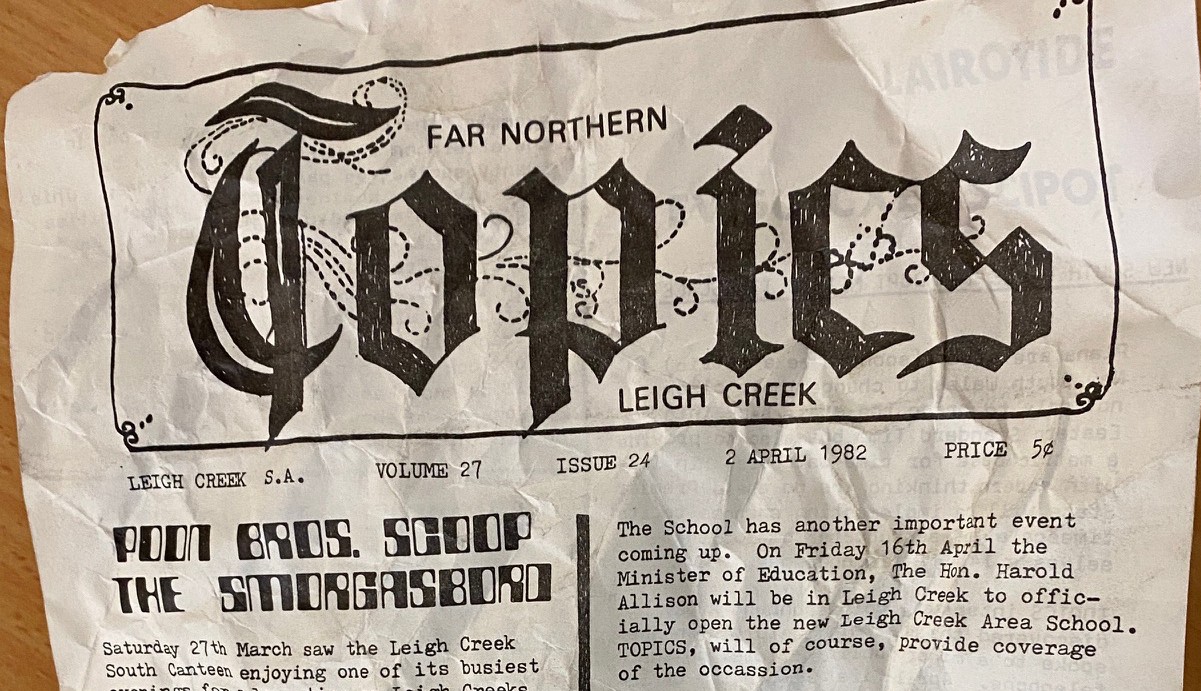 FAR NORTHERN
Topics
LEIGH CREEK
LEIGH CREEK S.A. VOLUME 27 ISSUE 24 2 APRIL 1982 PRICE 5¢
POON BROS. SCOOP
THE SMORGASBORD
Saturday 27th March saw the Leigh Creek
South Canteen enjoying one of its busiest
evenings for Leigh Creeks
The School has another important event
coming up. On Friday 16th April the
Minister of Education, The Hon. Harold
Allison will be in Leigh Creek to offic-
ially open the new Leigh Creek Area School.
TOPICS, will of course, provide coverage
of the occassion.